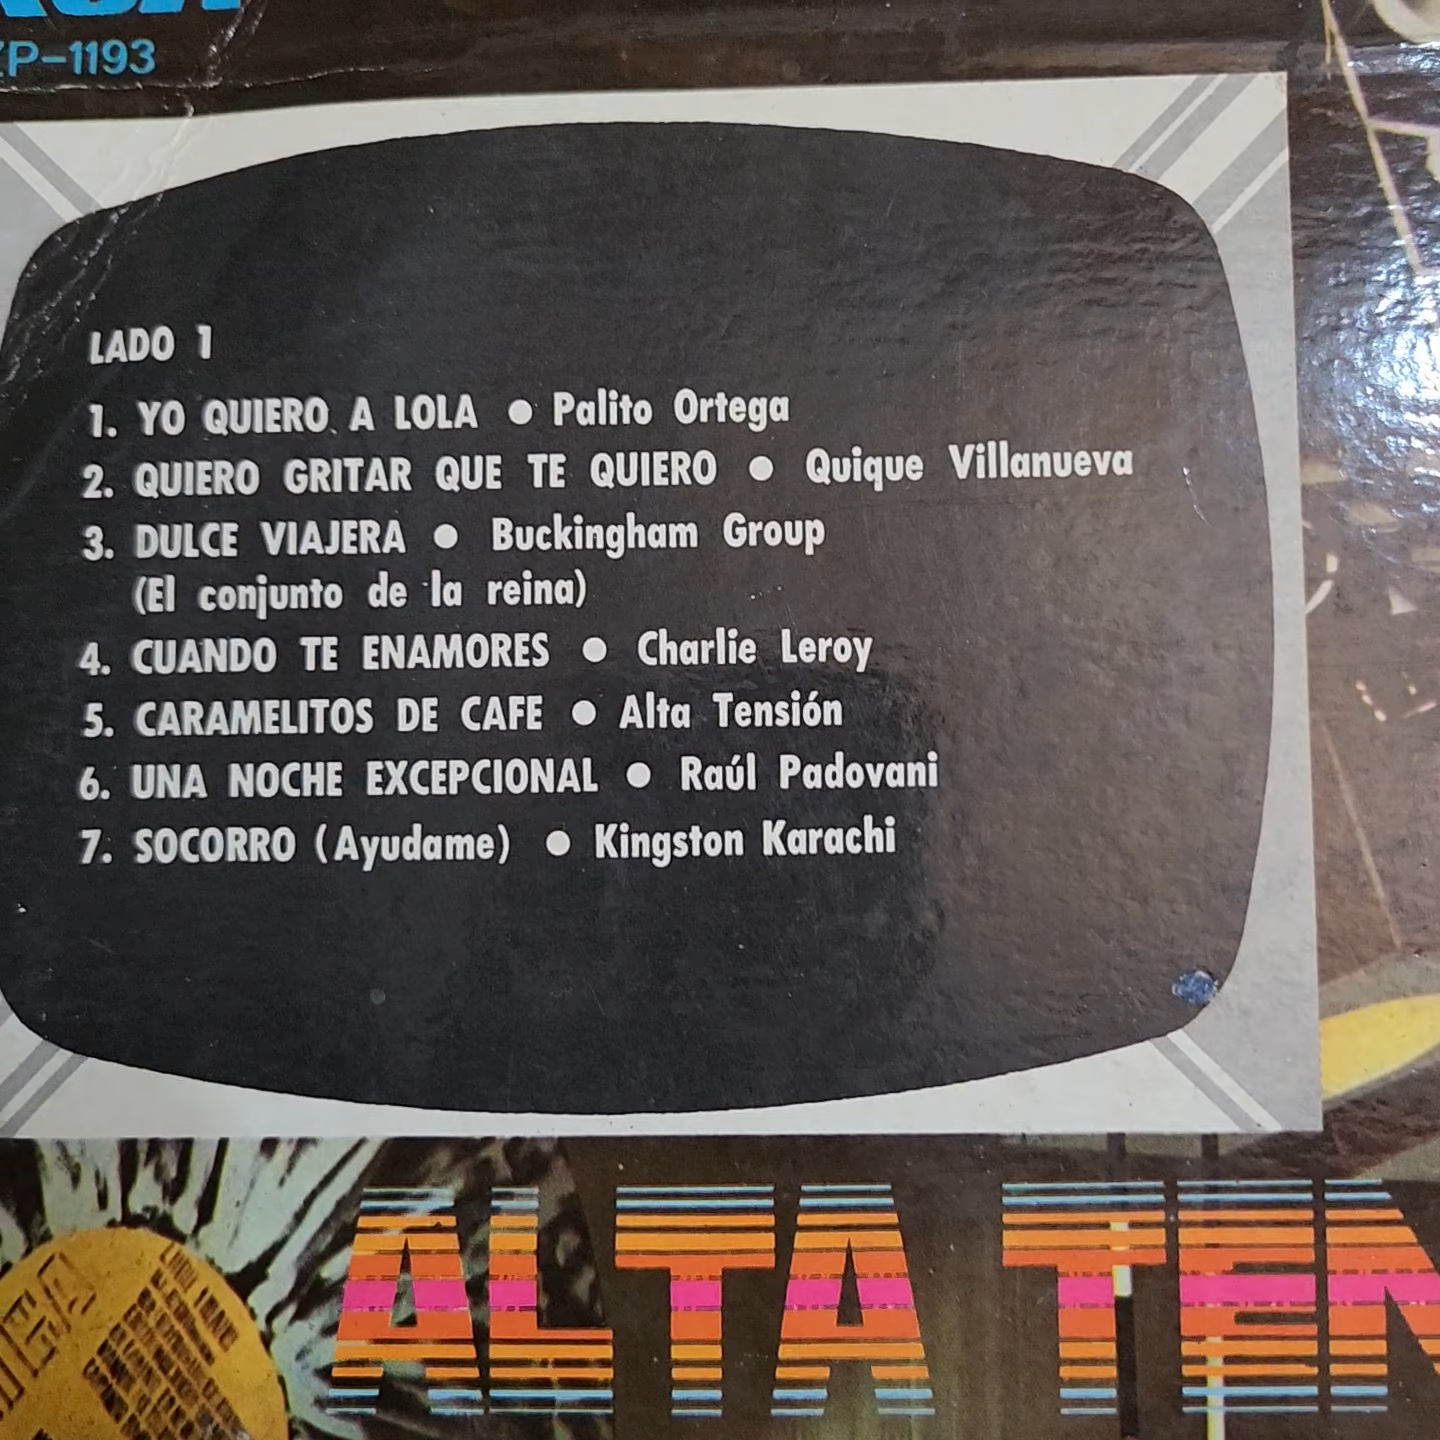 ZP-1193
LADO 1
1. YO QUIERO A LOLA ● Palito Ortega
2. QUIERO GRITAR QUE TE QUIERO ● Quique Villanueva
3. DULCE VIAJERA ● Buckingham Group
(El conjunto de la reina)
4. CUANDO TE ENAMORES ● Charlie Leroy
5. CARAMELITOS DE CAFE ● Alta Tensión
6. UNA NOCHE EXCEPCIONAL ● Raúl Padovani
7. SOCORRO (Ayudame) ● Kingston Karachi
ALTA TEN